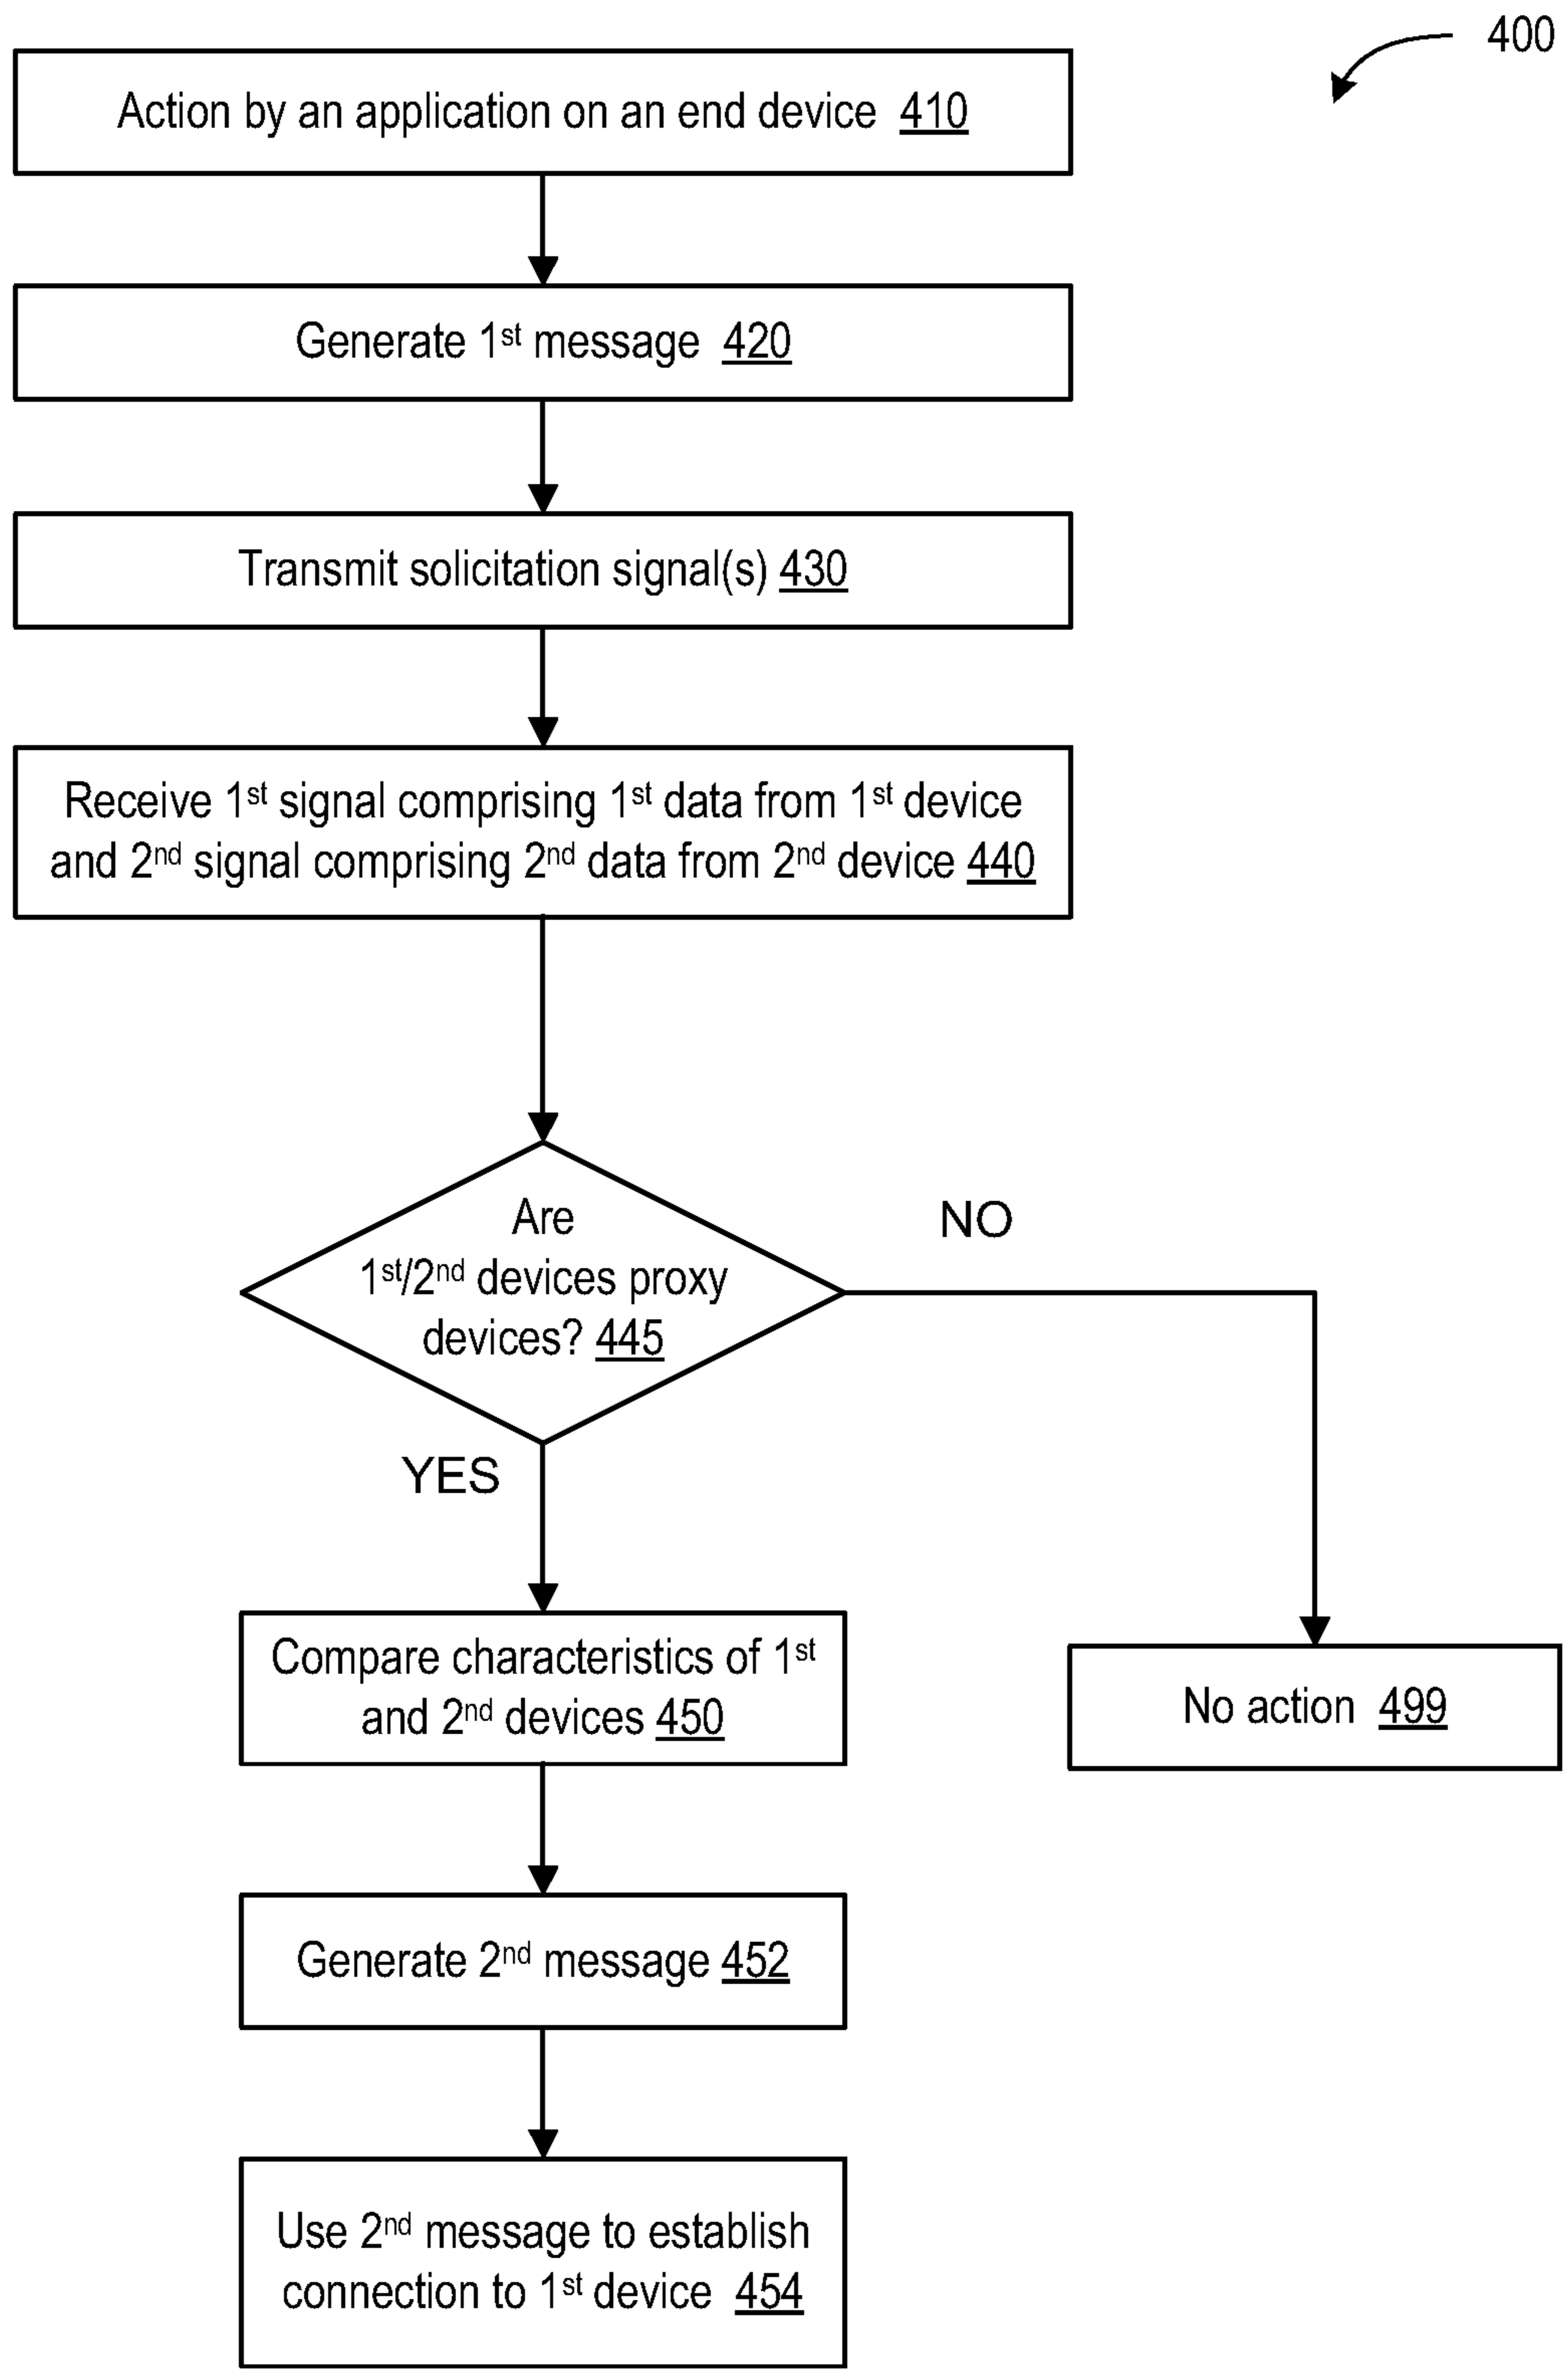 400
Action by an application on an end device 410
Generate 1st message 420
Transmit solicitation signal(s) 430
Receive 1st signal comprising 1st data from 1st device
and 2nd signal comprising 2nd data from 2nd device 440
Are
1st/2nd devices proxy
devices? 445
NO
YES
Compare characteristics of 1st
and 2nd devices 450
No action 499
Generate 2nd message 452
Use 2nd message to establish
connection to 1st device 454